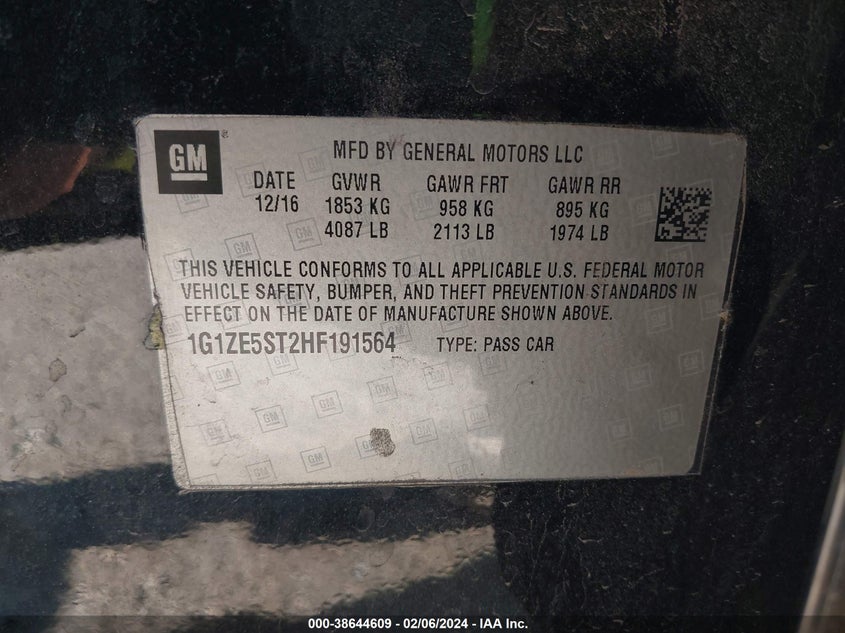 GM ®
MFD BY GENERAL MOTORS LLC
DATE GVWR GAWR FRT GAWR RR
12/16 1853 KG 958 KG 895 KG
4087 LB 2113 LB 1974 LB
THIS VEHICLE CONFORMS TO ALL APPLICABLE U.S. FEDERAL MOTOR
VEHICLE SAFETY, BUMPER, AND THEFT PREVENTION STANDARDS IN
EFFECT ON THE DATE OF MANUFACTURE SHOWN ABOVE.
1G1ZE5ST2HF191564 TYPE: PASS CAR
000-38644609 - 02/06/2024 - IAA Inc.